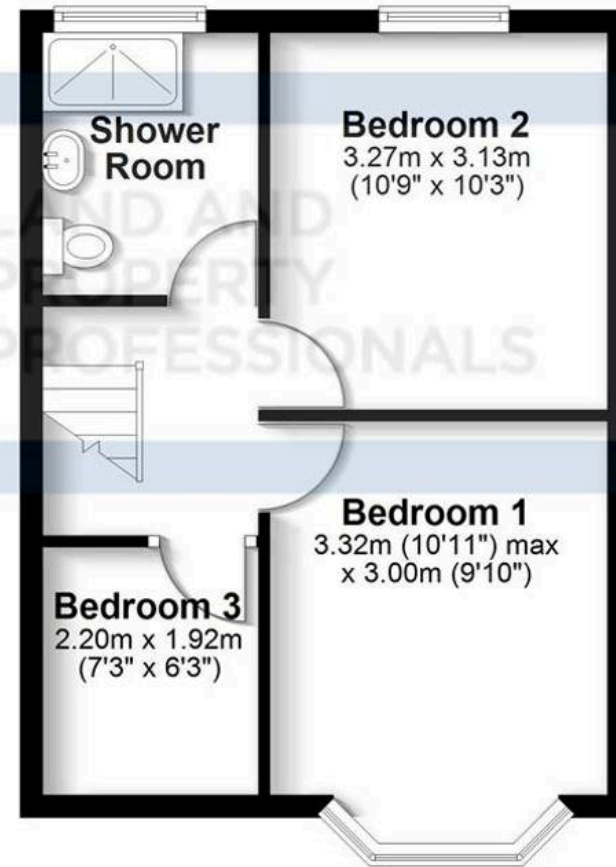 Shower
Room
Bedroom 2
3.27m x 3.13m
(10'9" x 10'3")
LAND AND
PROPERTY
PROFESSIONALS
Bedroom 1
3.32m (10'11") max
x 3.00m (9'10")
Bedroom 3
2.20m x 1.92m
(7'3" x 6'3")